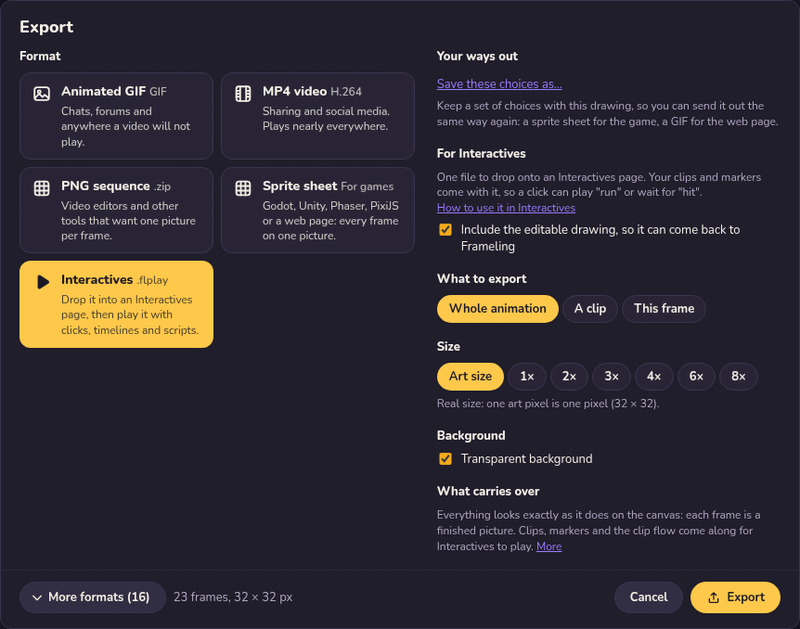 Export
Format
Animated GIF GIF
Chats, forums and
anywhere a video will not
play.
MP4 video H.264
Sharing and social media.
Plays nearly everywhere.
PNG sequence .zip
Video editors and other
tools that want one picture
per frame.
Sprite sheet For games
Godot, Unity, Phaser, PixiJS
or a web page: every frame
on one picture.
Interactives .flplay
Drop it into an Interactives
page, then play it with
clicks, timelines and scripts.
Your ways out
Save these choices as...
Keep a set of choices with this drawing, so you can send it out the
same way again: a sprite sheet for the game, a GIF for the web page.
For Interactives
One file to drop onto an Interactives page. Your clips and markers
come with it, so a click can play "run" or wait for "hit".
How to use it in Interactives
Include the editable drawing, so it can come back to
Frameling
What to export
Whole animation
A clip
This frame
Size
Art size
1x
2x
3x
4x
6x
8x
Real size: one art pixel is one pixel (32 × 32).
Background
Transparent background
What carries over
Everything looks exactly as it does on the canvas: each frame is a
finished picture. Clips, markers and the clip flow come along for
Interactives to play. More
More formats (16)
23 frames, 32 × 32 px
Cancel
Export